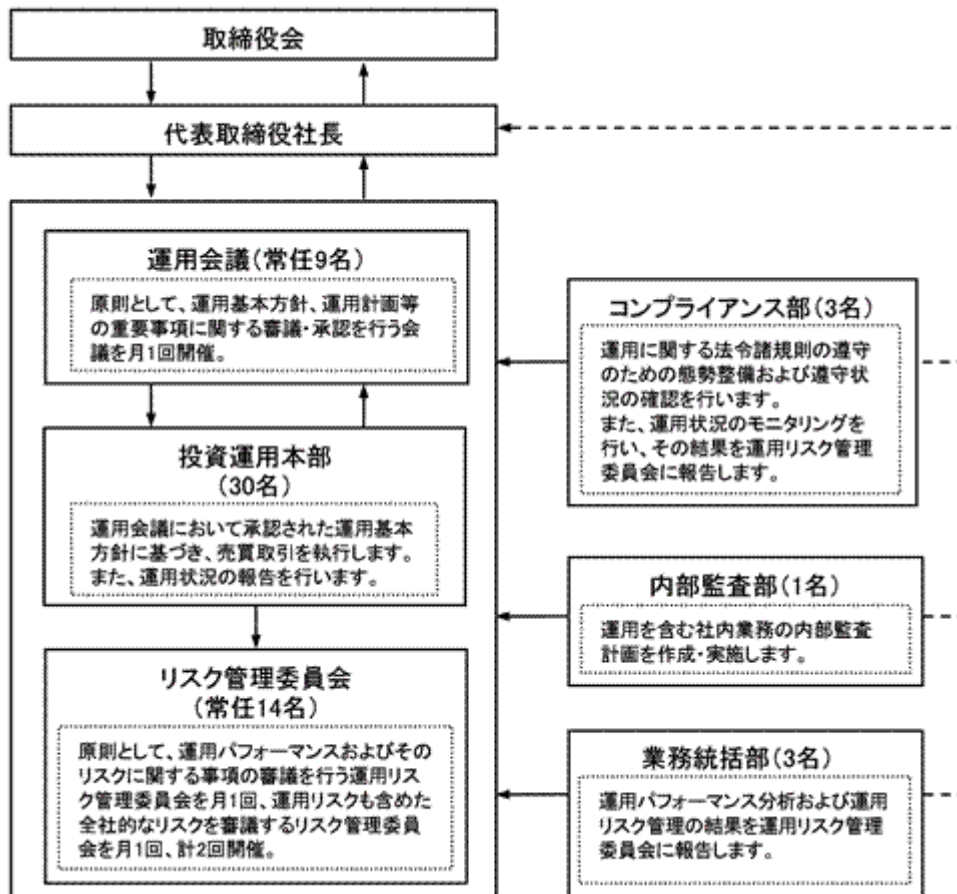 取締役会
代表取締役社長
運用会議(常任9名)
原則として、運用基本方針、運用計画等
の重要事項に関する審議・承認を行う会
議を月1回開催。
投資運用本部
(30名)
運用会議において承認された運用基本
方針に基づき、売買取引を執行します。
また、運用状況の報告を行います。
リスク管理委員会
(常任14名)
原則として、運用パフォーマンスおよびその
リスクに関する事項の審議を行う運用リス
ク管理委員会を月1回、運用リスクも含めた
全社的なリスクを審議するリスク管理委員
会を月1回、計2回開催。
コンプライアンス部(3名)
運用に関する法令諸規則の遵守
のための態勢整備および遵守状
況の確認を行います。
また、運用状況のモニタリングを
行い、その結果を運用リスク管理
委員会に報告します。
内部監査部(1名)
運用を含む社内業務の内部監査
計画を作成・実施します。
業務統括部(3名)
運用パフォーマンス分析および運用
リスク管理の結果を運用リスク管理
委員会に報告します。